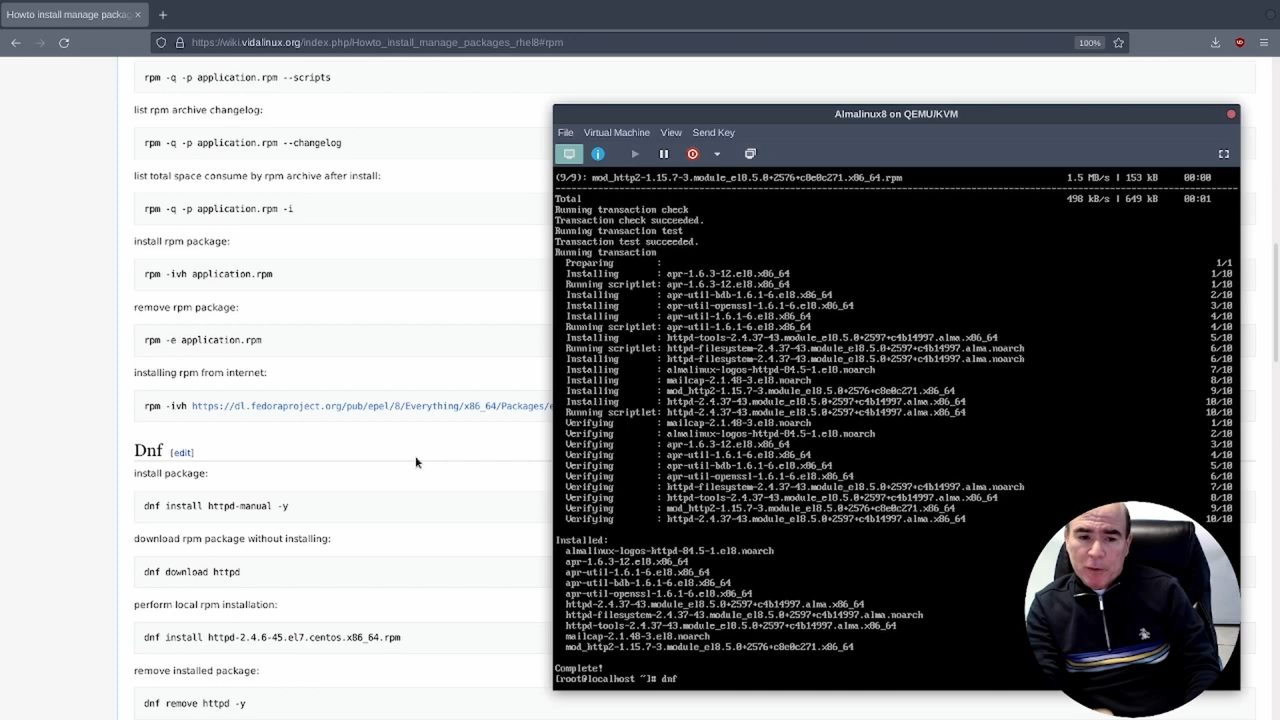 Howto install manage packag
https://wiki.vidalinux.org/index.php/Howto_install_manage_packages_rhel8#rpm
100%
rpm -q -p application.rpm --scripts
list rpm archive changelog:
rpm -q -p application.rpm --changelog
list total space consume by rpm archive after install:
rpm -q -p application.rpm -i
install rpm package:
rpm -ivh application.rpm
remove rpm package:
rpm -e application.rpm
installing rpm from internet:
rpm -ivh https://dl.fedoraproject.org/pub/epel/8/Everything/x86_64/Packages/e
Dnf [edit]
install package:
dnf install httpd-manual -y
download rpm package without installing:
dnf download httpd
perform local rpm installation:
dnf install httpd-2.4.6-45.el7.centos.x86_64.rpm
remove installed package:
dnf remove httpd -y
Almalinux8 on QEMU/KVM
File Virtual Machine View Send Key
(9/9): mod_http2-1.15.7-3.module_el8.5.0+2576+c8e8c271.x86_64.rpm 1.5 MB/s | 153 kB 00:00
Total 498 kB/s | 649 kB 00:01
Running transaction check
Transaction check succeeded.
Running transaction test
Transaction test succeeded.
Running transaction
Preparing : 1/1
Installing : apr-1.6.3-12.el8.x86_64 1/10
Running scriptlet: apr-1.6.3-12.el8.x86_64 1/10
Installing : apr-util-bdb-1.6.1-6.el8.x86_64 2/10
Installing : apr-util-openssl-1.6.1-6.el8.x86_64 3/10
Installing : apr-util-1.6.1-6.el8.x86_64 4/10
Running scriptlet: apr-util-1.6.1-6.el8.x86_64 4/10
Installing : httpd-tools-2.4.37-43.module_el8.5.0+2597+c4b14997.alma.x86_64 5/10
Running scriptlet: httpd-filesystem-2.4.37-43.module_el8.5.0+2597+c4b14997.alma.noarch 6/10
Installing : httpd-filesystem-2.4.37-43.module_el8.5.0+2597+c4b14997.alma.noarch 6/10
Installing : almalinux-logos-httpd-84.5-1.el8.noarch 7/10
Installing : mailcap-2.1.48-3.el8.noarch 8/10
Installing : mod_http2-1.15.7-3.module_el8.5.0+2576+c8e8c271.x86_64 9/10
Installing : httpd-2.4.37-43.module_el8.5.0+2597+c4b14997.alma.x86_64 10/10
Running scriptlet: httpd-2.4.37-43.module_el8.5.0+2597+c4b14997.alma.x86_64 10/10
Verifying : mailcap-2.1.48-3.el8.noarch 1/10
Verifying : almalinux-logos-httpd-84.5-1.el8.noarch 2/10
Verifying : apr-1.6.3-12.el8.x86_64 3/10
Verifying : apr-util-1.6.1-6.el8.x86_64 4/10
Verifying : apr-util-bdb-1.6.1-6.el8.x86_64 5/10
Verifying : apr-util-openssl-1.6.1-6.el8.x86_64 6/10
Verifying : httpd-filesystem-2.4.37-43.module_el8.5.0+2597+c4b14997.alma.noarch 7/10
Verifying : httpd-tools-2.4.37-43.module_el8.5.0+2597+c4b14997.alma.x86_64 8/10
Verifying : mod_http2-1.15.7-3.module_el8.5.0+2576+c8e8c271.x86_64 9/10
Verifying : httpd-2.4.37-43.module_el8.5.0+2597+c4b14997.alma.x86_64 10/10
Installed:
almalinux-logos-httpd-84.5-1.el8.noarch
apr-1.6.3-12.el8.x86_64
apr-util-1.6.1-6.el8.x86_64
apr-util-bdb-1.6.1-6.el8.x86_64
apr-util-openssl-1.6.1-6.el8.x86_64
httpd-2.4.37-43.module_el8.5.0+2597+c4b14997.alma.x86_64
httpd-filesystem-2.4.37-43.module_el8.5.0+2597+c4b14997.alma.noarch
httpd-tools-2.4.37-43.module_el8.5.0+2597+c4b14997.alma.x86_64
mailcap-2.1.48-3.el8.noarch
mod_http2-1.15.7-3.module_el8.5.0+2576+c8e8c271.x86_64
Complete!
[root@localhost ~]# dnf